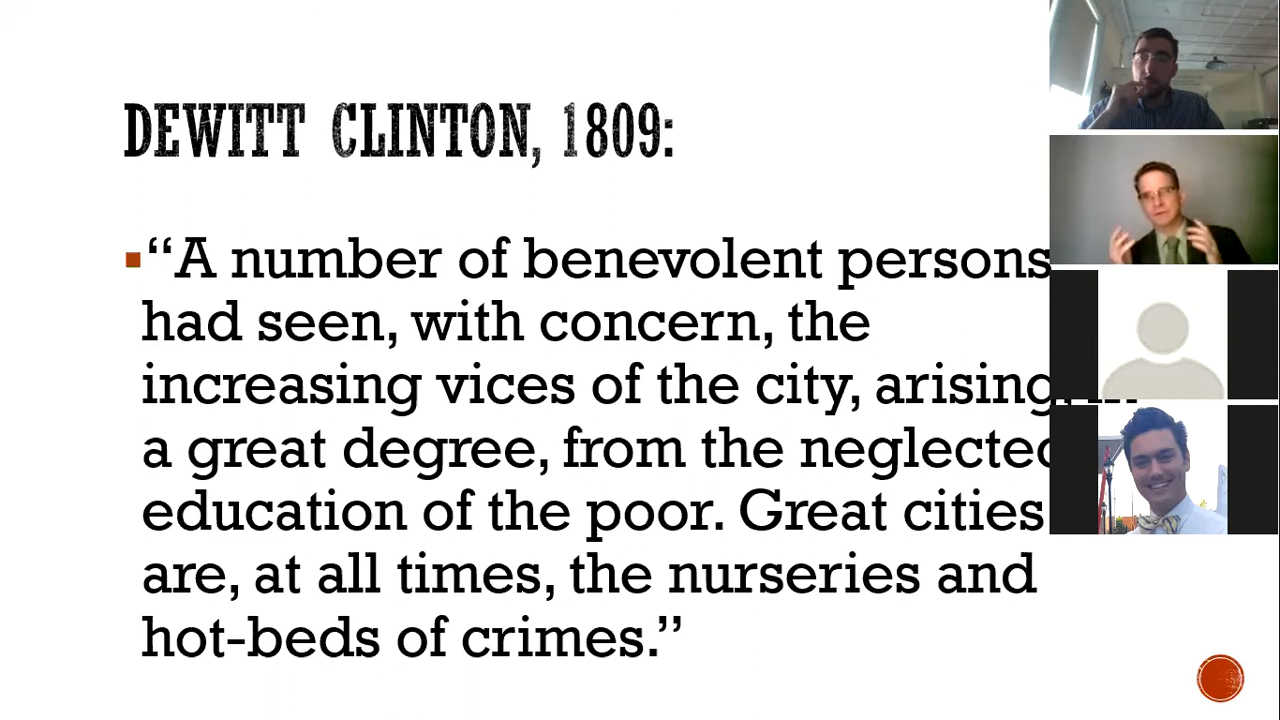 DEWITT CLINTON, 1809:
“A number of benevolent persons
had seen, with concern, the
increasing vices of the city, arising, in
a great degree, from the neglected
education of the poor. Great cities
are, at all times, the nurseries and
hot-beds of crimes.”